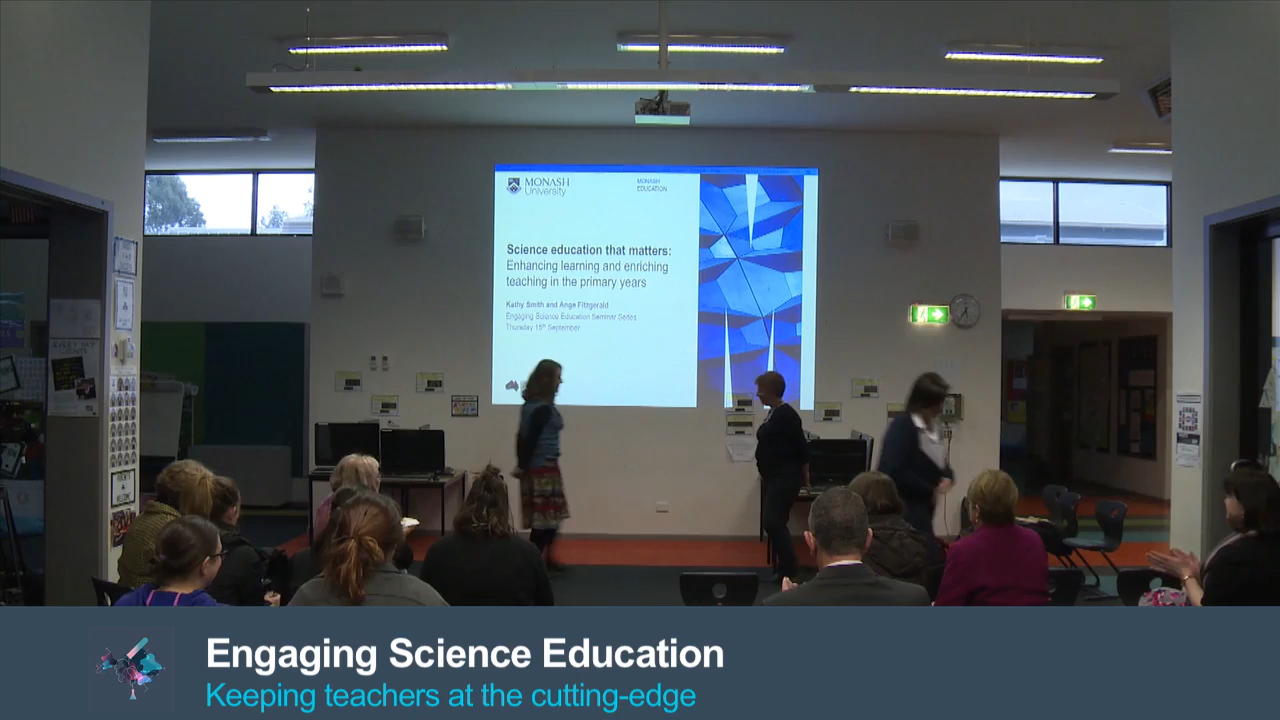 MONASH
University
MONASH
EDUCATION
Science education that matters:
Enhancing learning and enriching
teaching in the primary years
Kathy Smith and Ange Fitzgerald
Engaging Science Education Seminar Series
Thursday 15th September
Engaging Science Education
Keeping teachers at the cutting-edge